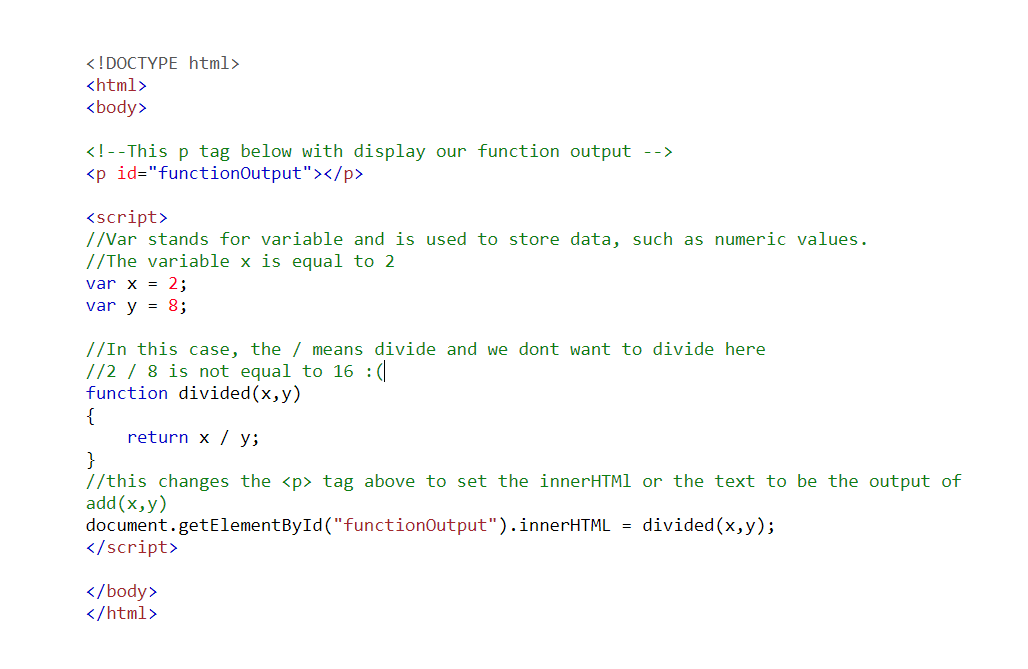 <!DOCTYPE html>
<html>
<body>
<!--This p tag below with display our function output -->
<p id="functionOutput"></p>
<script>
//Var stands for variable and is used to store data, such as numeric values.
//The variable x is equal to 2
var x = 2;
var y = 8;
//In this case, the / means divide and we dont want to divide here
//2 / 8 is not equal to 16 :(
function divided(x,y)
{
    return x / y;
}
//this changes the <p> tag above to set the innerHTMl or the text to be the output of
add(x,y)
document.getElementById("functionOutput").innerHTML = divided(x,y);
</script>
</body>
</html>